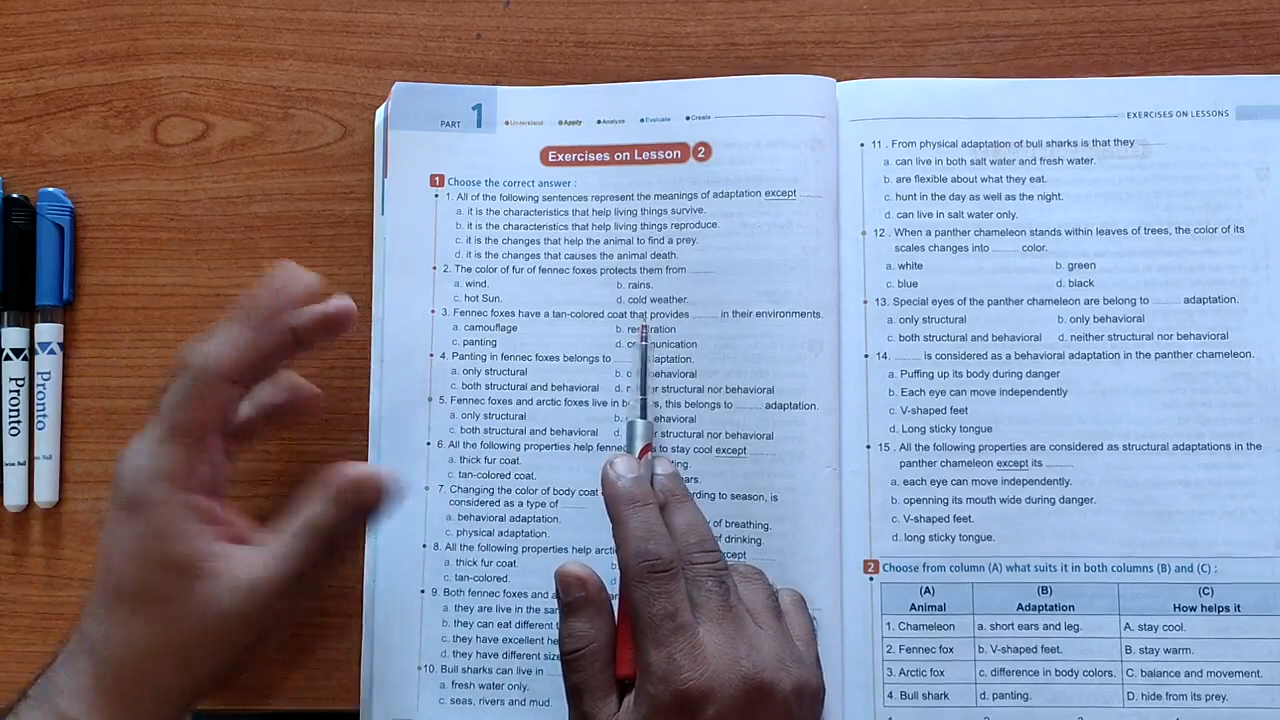 Pronto
Pronto
PART 1
Understand Apply Analyze Evaluate Create
Exercises on Lesson 2
1 Choose the correct answer :
1. All of the following sentences represent the meanings of adaptation except ..........
a. it is the characteristics that help living things survive.
b. it is the characteristics that help living things reproduce.
c. it is the changes that help the animal to find a prey.
d. it is the changes that causes the animal death.
2. The color of fur of fennec foxes protects them from ..........
a. wind. b. rains.
c. hot Sun. d. cold weather.
3. Fennec foxes have a tan-colored coat that provides .......... in their environments.
a. camouflage b.
c. panting d.
4. Panting in fennec foxes belongs to
a. only structural b. behavioral
c. both structural and behavioral d. structural nor behavioral
5. Fennec foxes and arctic foxes live in this belongs to .......... adaptation.
a. only structural b.
c. both structural and behavioral d. structural nor behavioral
6. All the following properties help to stay cool except ..........
a. thick fur coat.
c. tan-colored coat.
7. Changing the color of body coat to season, is
considered as a type of ..........
a. behavioral adaptation. of breathing.
c. physical adaptation. of drinking.
8. All the following properties help
a. thick fur coat. b.
c. tan-colored. d
9. Both fennec foxes and
a. they are live in the
b. they can eat different
c. they have excellent
d. they have different
10. Bull sharks can live in
a. fresh water only.
c. seas, rivers and mud.
EXERCISES ON LESSONS
11 . From physical adaptation of bull sharks is that they ..........
a. can live in both salt water and fresh water.
b. are flexible about what they eat.
c. hunt in the day as well as the night.
d. can live in salt water only.
12 . When a panther chameleon stands within leaves of trees, the color of its
scales changes into .......... color.
a. white b. green
c. blue d. black
13. Special eyes of the panther chameleon are belong to .......... adaptation.
a. only structural b. only behavioral
c. both structural and behavioral d. neither structural nor behavioral
14. .......... is considered as a behavioral adaptation in the panther chameleon.
a. Puffing up its body during danger
b. Each eye can move independently
c. V-shaped feet
d. Long sticky tongue
15 . All the following properties are considered as structural adaptations in the
panther chameleon except its ..........
a. each eye can move independently.
b. openning its mouth wide during danger.
c. V-shaped feet.
d. long sticky tongue.
2 Choose from column (A) what suits it in both columns (B) and (C) :
(A) (B) (C)
Animal Adaptation How helps it
1. Chameleon a. short ears and leg. A. stay cool.
2. Fennec fox b. V-shaped feet. B. stay warm.
3. Arctic fox c. difference in body colors. C. balance and movement.
4. Bull shark d. panting. D. hide from its prey.